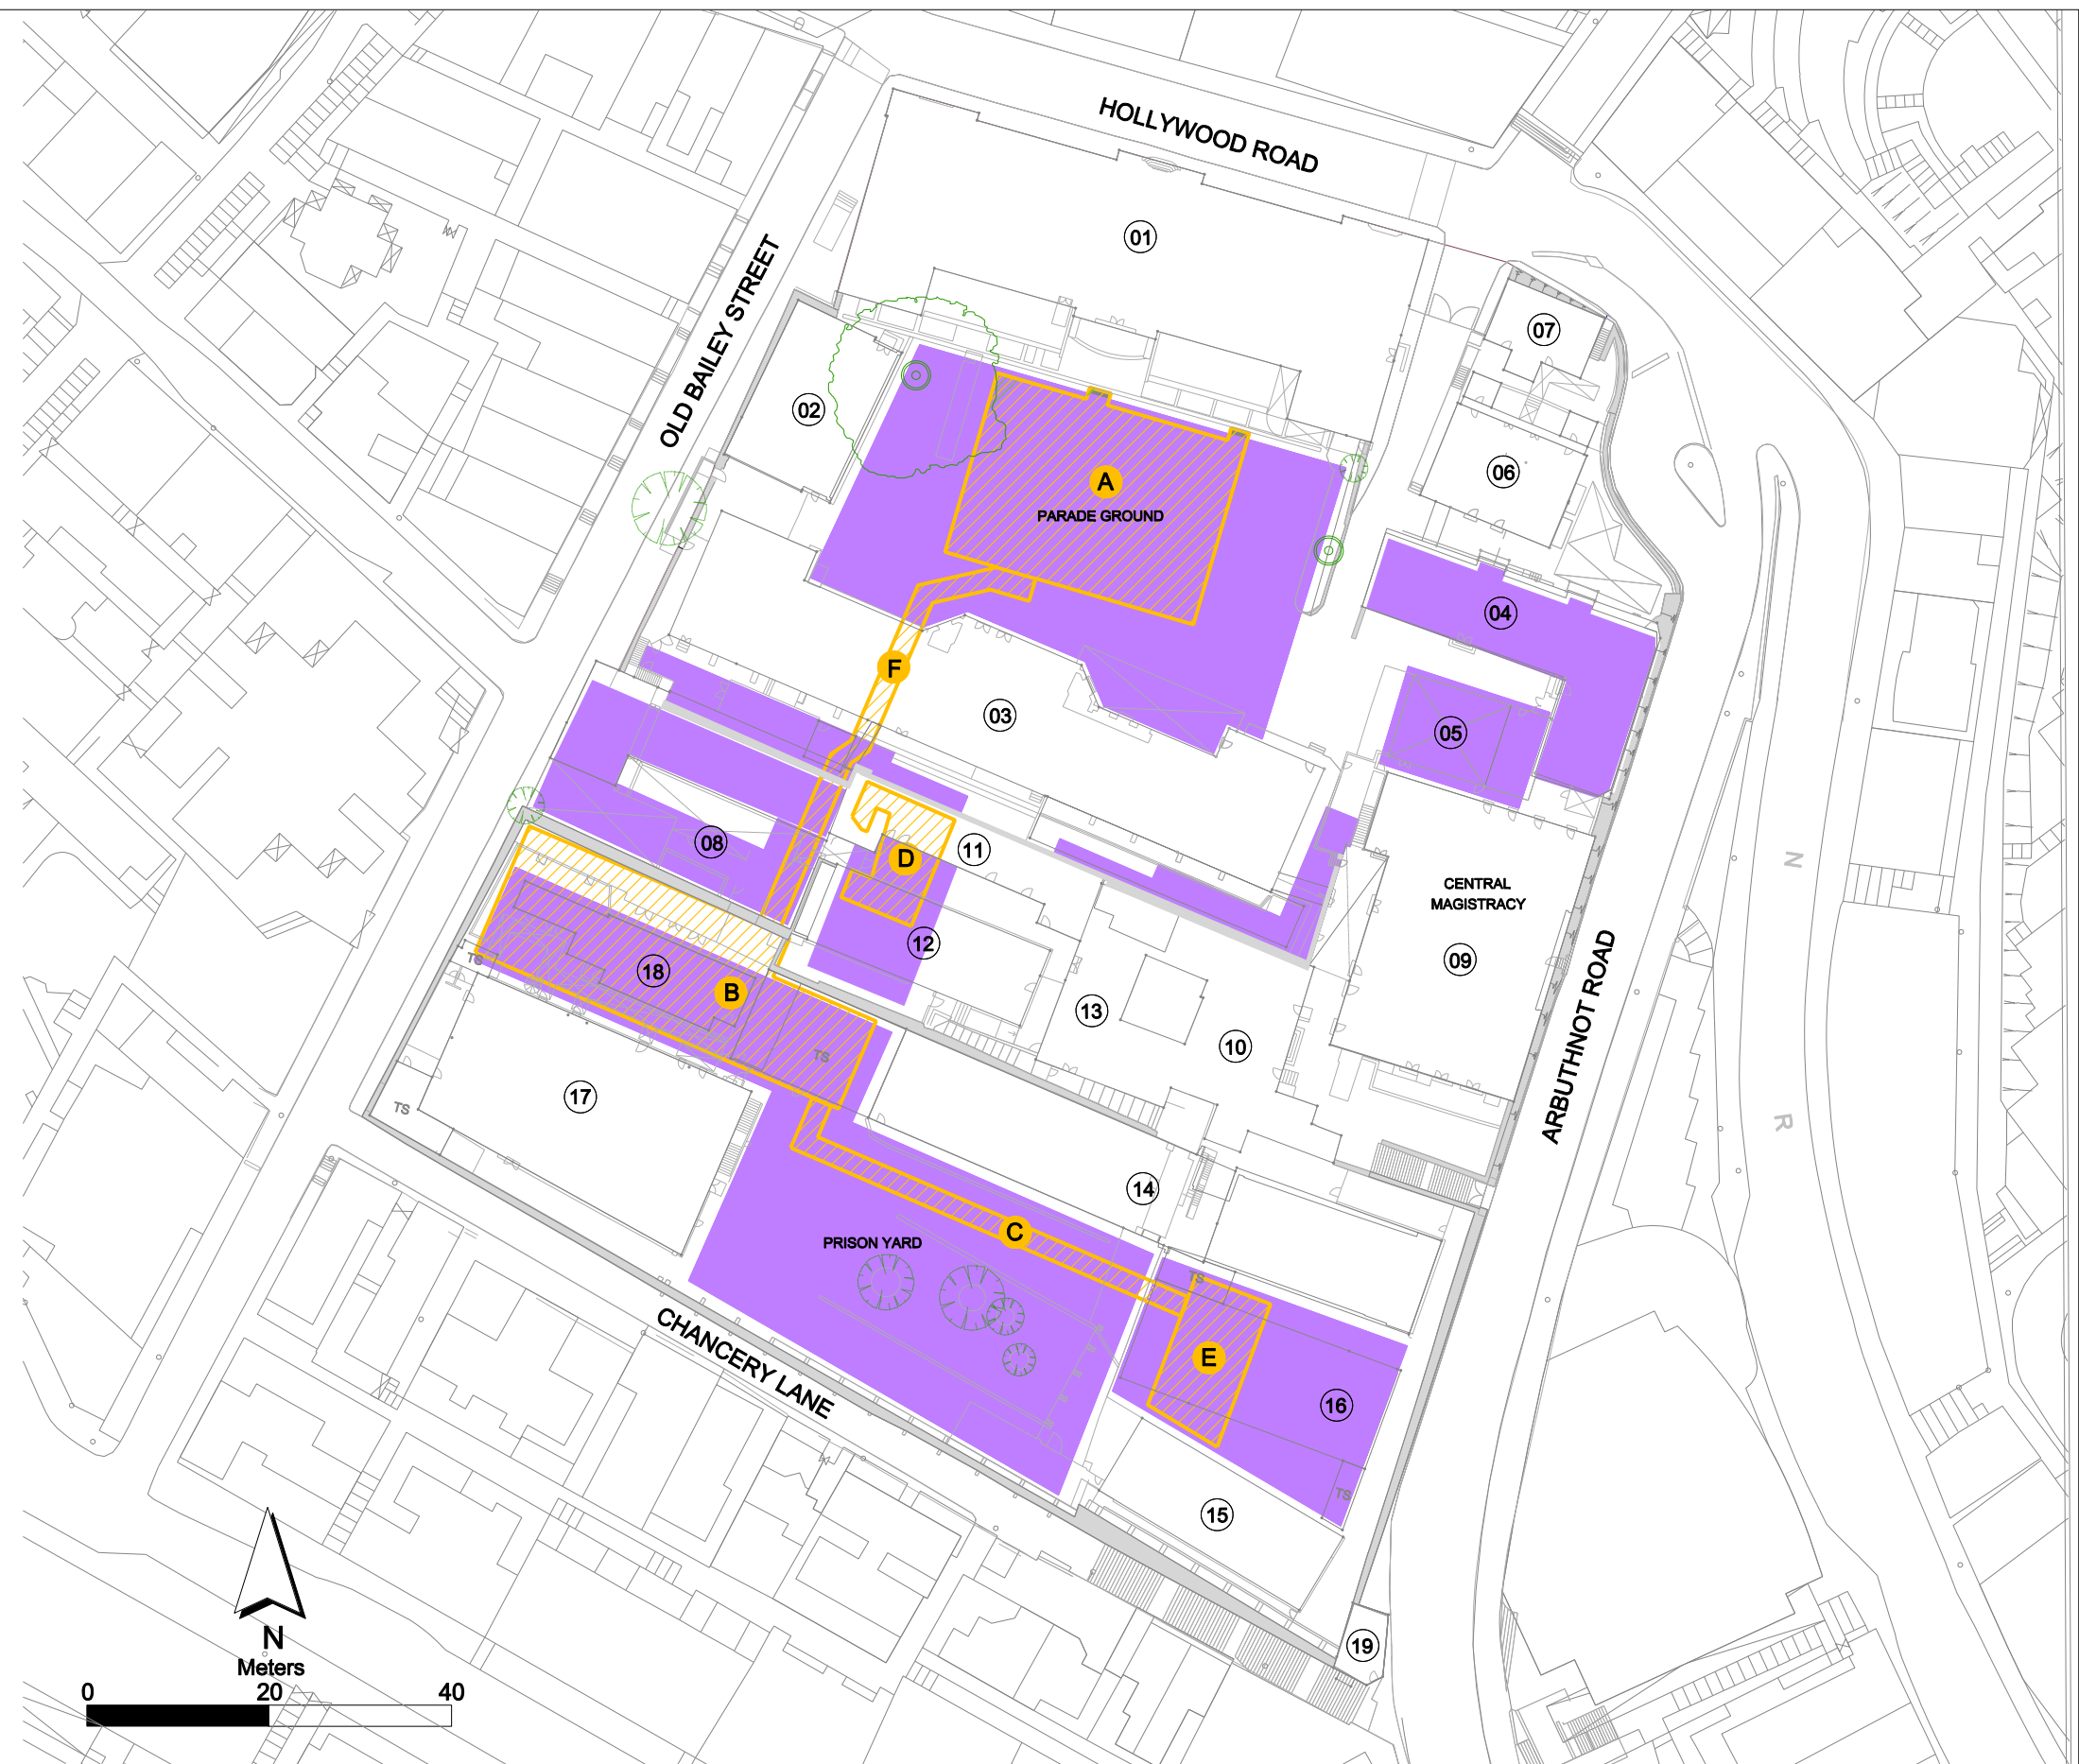 HOLLYWOOD ROAD
01
OLD BAILEY STREET
07
02
06
A
PARADE GROUND
04
F
03
05
08
D
11
N
CENTRAL
MAGISTRACY
12
09
TS
18
B
ARBUTHNOT ROAD
13
10
TS
17
TS
R
14
C
PRISON YARD
TS
E
CHANCERY LANE
16
TS
15
19
N
Meters
0 20 40